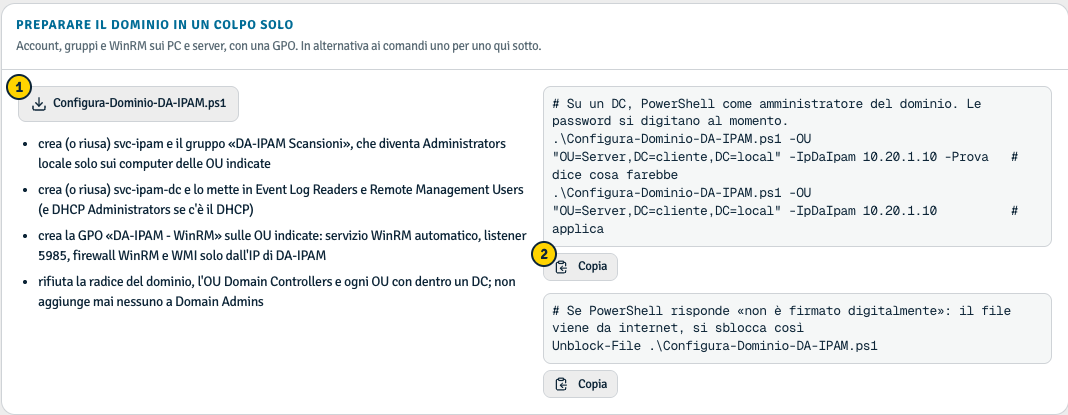 PREPARARE IL DOMINIO IN UN COLPO SOLO
Account, gruppi e WinRM sui PC e server, con una GPO. In alternativa ai comandi uno per uno qui sotto.
1
Configura-Dominio-DA-IPAM.ps1
• crea (o riusa) svc-ipam e il gruppo «DA-IPAM Scansioni», che diventa Administrators
locale solo sui computer delle OU indicate
• crea (o riusa) svc-ipam-dc e lo mette in Event Log Readers e Remote Management Users
(e DHCP Administrators se c'è il DHCP)
• crea la GPO «DA-IPAM - WinRM» sulle OU indicate: servizio WinRM automatico, listener
5985, firewall WinRM e WMI solo dall'IP di DA-IPAM
• rifiuta la radice del dominio, l'OU Domain Controllers e ogni OU con dentro un DC; non
aggiunge mai nessuno a Domain Admins
# Su un DC, PowerShell come amministratore del dominio. Le
password si digitano al momento.
.\Configura-Dominio-DA-IPAM.ps1 -OU
"OU=Server,DC=cliente,DC=local" -IpDaIpam 10.20.1.10 -Prova   #
dice cosa farebbe
.\Configura-Dominio-DA-IPAM.ps1 -OU
"OU=Server,DC=cliente,DC=local" -IpDaIpam 10.20.1.10          #
applica
2
Copia
# Se PowerShell risponde «non è firmato digitalmente»: il file
viene da internet, si sblocca così
Unblock-File .\Configura-Dominio-DA-IPAM.ps1
Copia